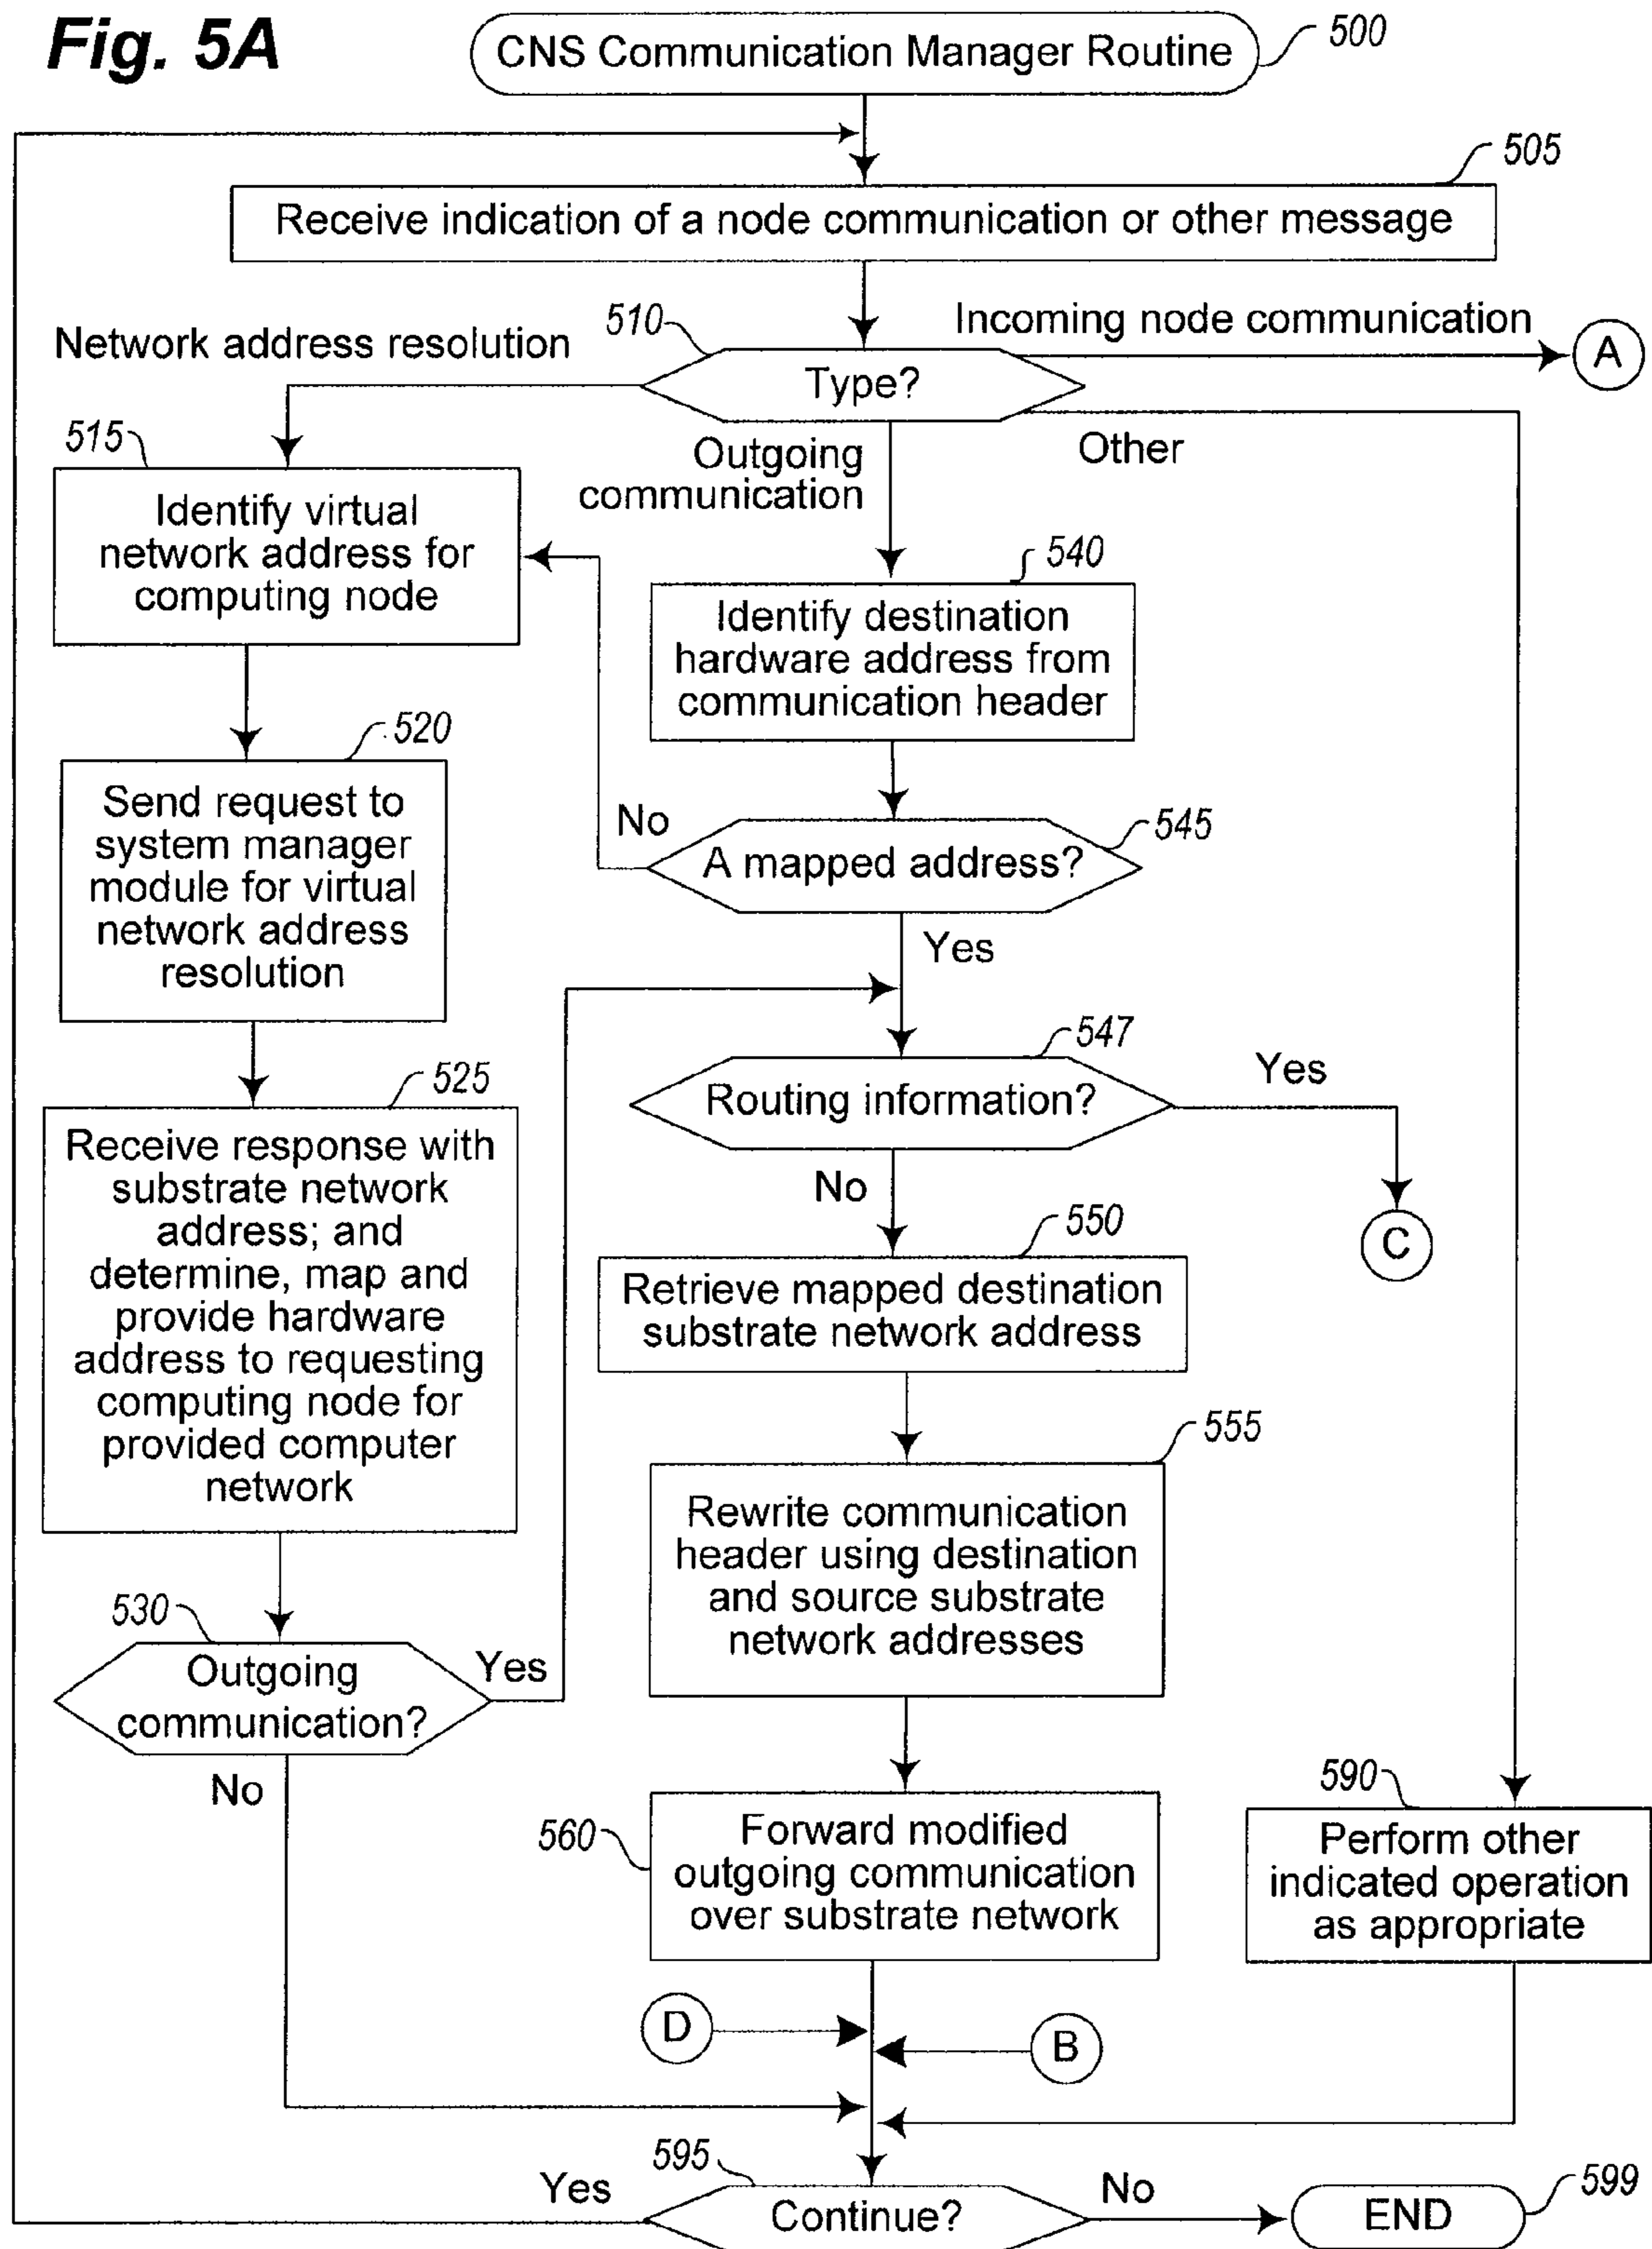 Fig. 5A
CNS Communication Manager Routine
500
505
Receive indication of a node communication or other message
510
Incoming node communication
A
Network address resolution
Type?
515
Outgoing
communication
Other
Identify virtual
network address for
computing node
540
Identify destination
hardware address from
communication header
520
Send request to
system manager
module for virtual
network address
resolution
No
545
A mapped address?
Yes
547
Routing information?
Yes
C
No
525
Receive response with
substrate network
address; and
determine, map and
provide hardware
address to requesting
computing node for
provided computer
network
550
Retrieve mapped destination
substrate network address
555
Rewrite communication
header using destination
and source substrate
network addresses
530
Outgoing
communication?
Yes
No
560
Forward modified
outgoing communication
over substrate network
590
Perform other
indicated operation
as appropriate
D
B
595
Yes
Continue?
No
END
599